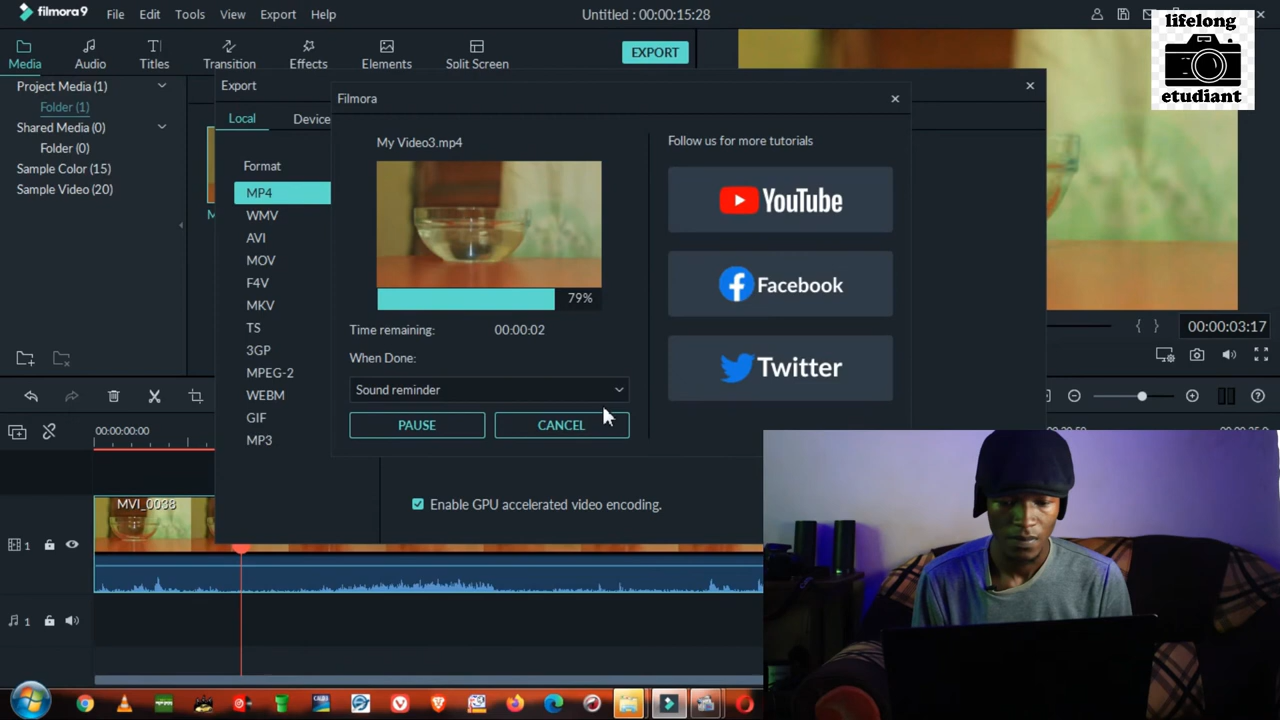 filmora9
File Edit Tools View Export Help
Untitled : 00:00:15:28
lifelong
etudiant
Media Audio Titles Transition Effects Elements Split Screen
EXPORT
Project Media (1)
Folder (1)
Shared Media (0)
Folder (0)
Sample Color (15)
Sample Video (20)
Export
Local Device
Format
MP4
WMV
AVI
MOV
F4V
MKV
TS
3GP
MPEG-2
WEBM
GIF
MP3
Filmora
My Video3.mp4
79%
Time remaining: 00:00:02
When Done:
Sound reminder
PAUSE CANCEL
Follow us for more tutorials
YouTube
Facebook
Twitter
Enable GPU accelerated video encoding.
00:00:03:17
00:00:00:00
MVI_0038
1
1